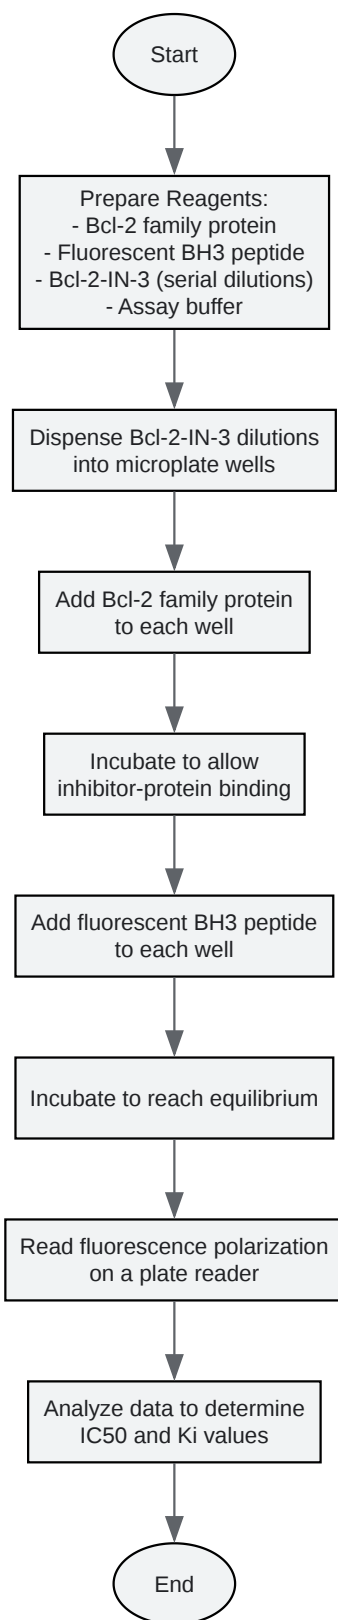 Start
Prepare Reagents:
- Bcl-2 family protein
- Fluorescent BH3 peptide
- Bcl-2-IN-3 (serial dilutions)
- Assay buffer
Dispense Bcl-2-IN-3 dilutions
into microplate wells
Add Bcl-2 family protein
to each well
Incubate to allow
inhibitor-protein binding
Add fluorescent BH3 peptide
to each well
Incubate to reach equilibrium
Read fluorescence polarization
on a plate reader
Analyze data to determine
IC50 and Ki values
End